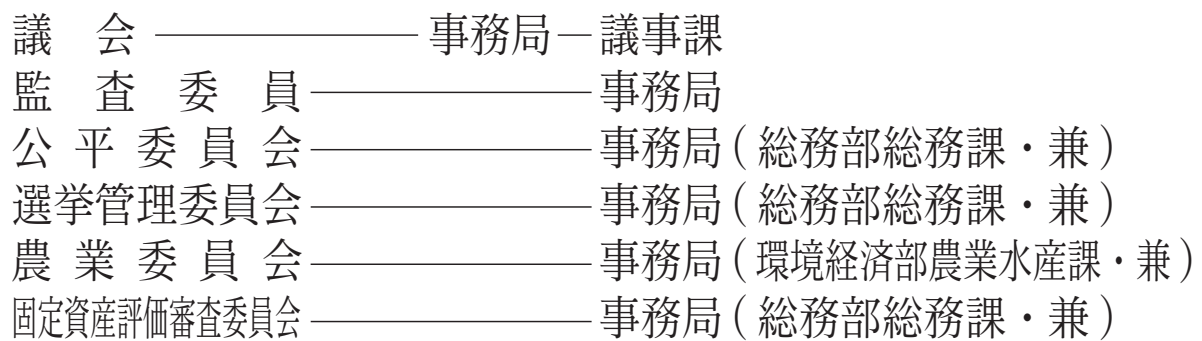 議会 事務局 議事課
監査委員 事務局
公平委員会 事務局(総務部総務課・兼)
選挙管理委員会 事務局(総務部総務課・兼)
農業委員会 事務局(環境経済部農業水産課・兼)
固定資産評価審査委員会 事務局(総務部総務課・兼)